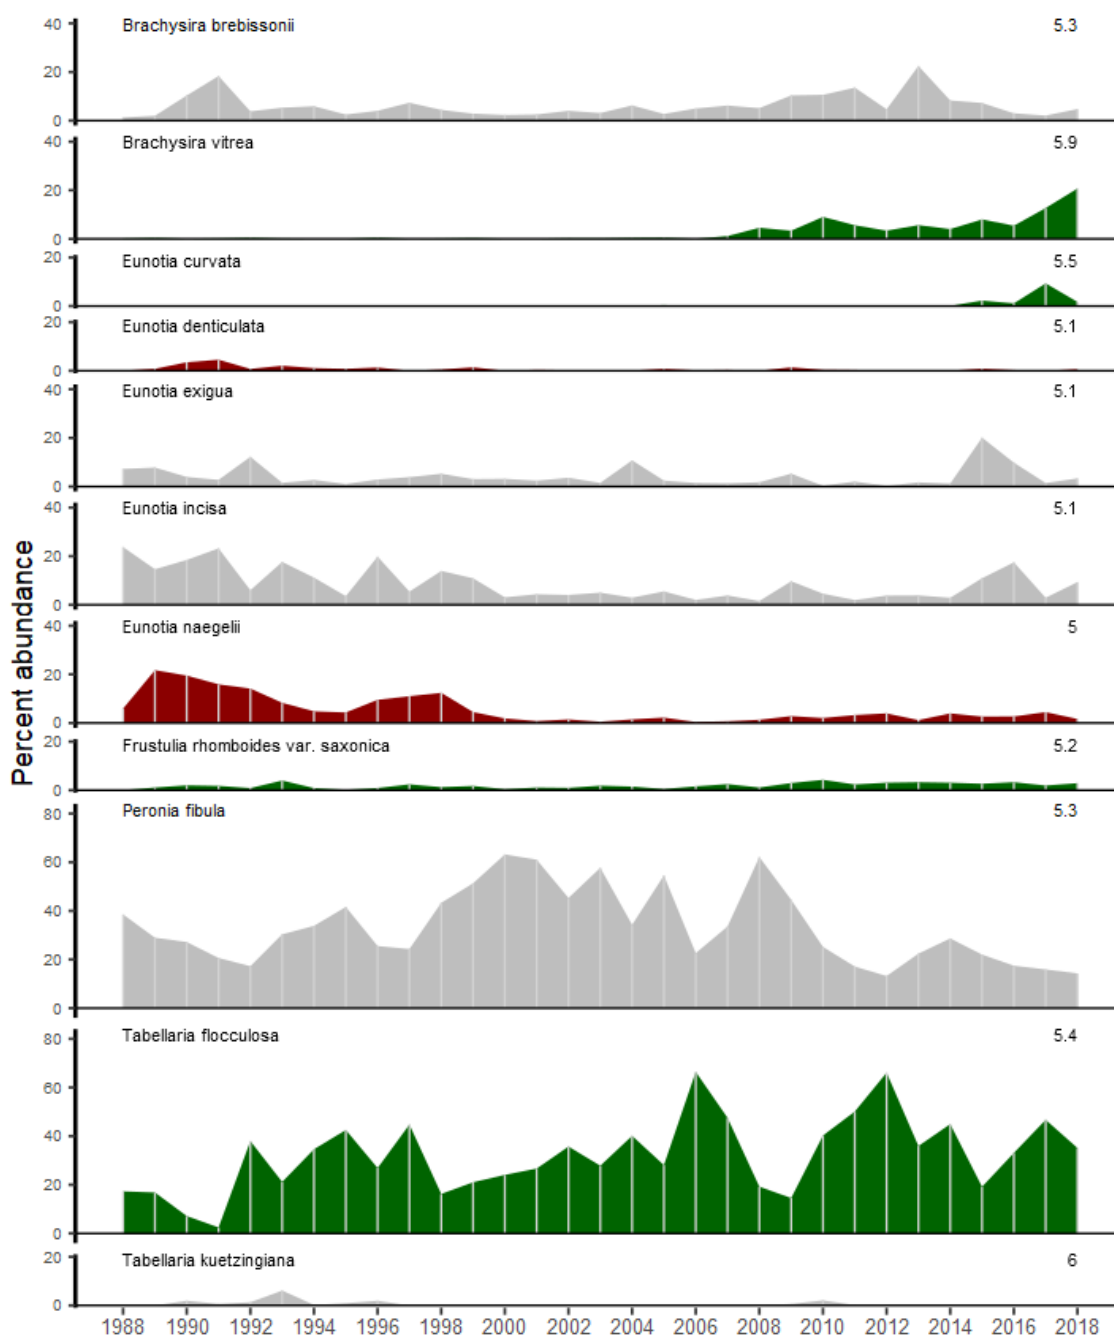 Percent abundance
Brachysira brebissonii 5.3
40
20
0
Brachysira vitrea 5.9
40
20
0
Eunotia curvata 5.5
20
0
Eunotia denticulata 5.1
20
0
Eunotia exigua 5.1
40
20
0
Eunotia incisa 5.1
40
20
0
Eunotia naegelii 5
40
20
0
Frustulia rhomboides var. saxonica 5.2
20
0
Peronia fibula 5.3
80
60
40
20
0
Tabellaria flocculosa 5.4
80
60
40
20
0
Tabellaria kuetzingiana 6
20
0
1988 1990 1992 1994 1996 1998 2000 2002 2004 2006 2008 2010 2012 2014 2016 2018